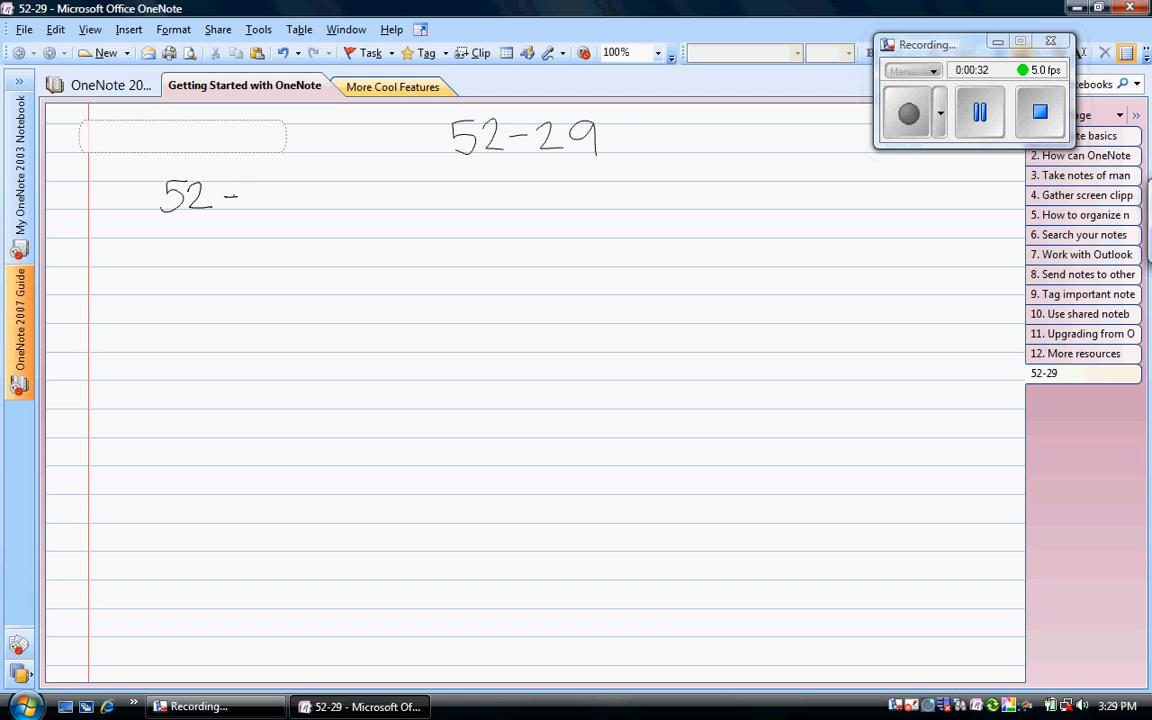 52-29 - Microsoft Office OneNote
File Edit View Insert Format Share Tools Table Window Help
New Task Tag Clip 100%
Recording...
Menu 0:00:32 5.0 fps
OneNote 20... Getting Started with OneNote More Cool Features
My OneNote 2003 Notebook
OneNote 2007 Guide
52-29
52 -
2. How can OneNote
3. Take notes of man
4. Gather screen clipp
5. How to organize n
6. Search your notes
7. Work with Outlook
8. Send notes to other
9. Tag important note
10. Use shared noteb
11. Upgrading from O
12. More resources
52-29
Recording... 52-29 - Microsoft Of... 3:29 PM